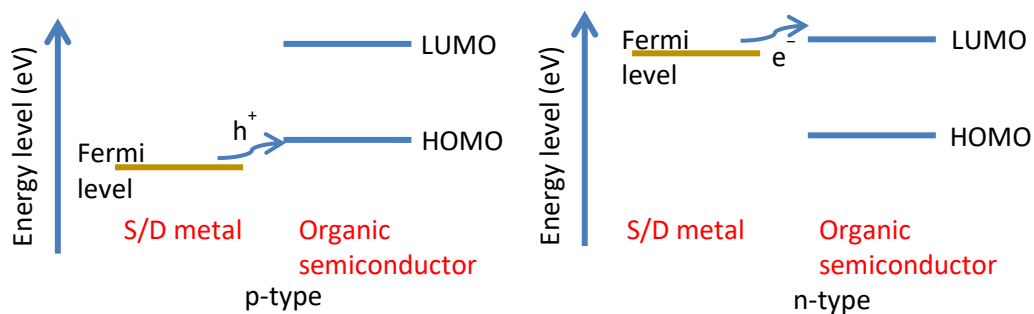 Energy level (eV)
LUMO
h+
HOMO
Fermi
level
S/D metal
Organic
semiconductor
p-type
Energy level (eV)
Fermi
level
e−
LUMO
HOMO
S/D metal
Organic
semiconductor
n-type